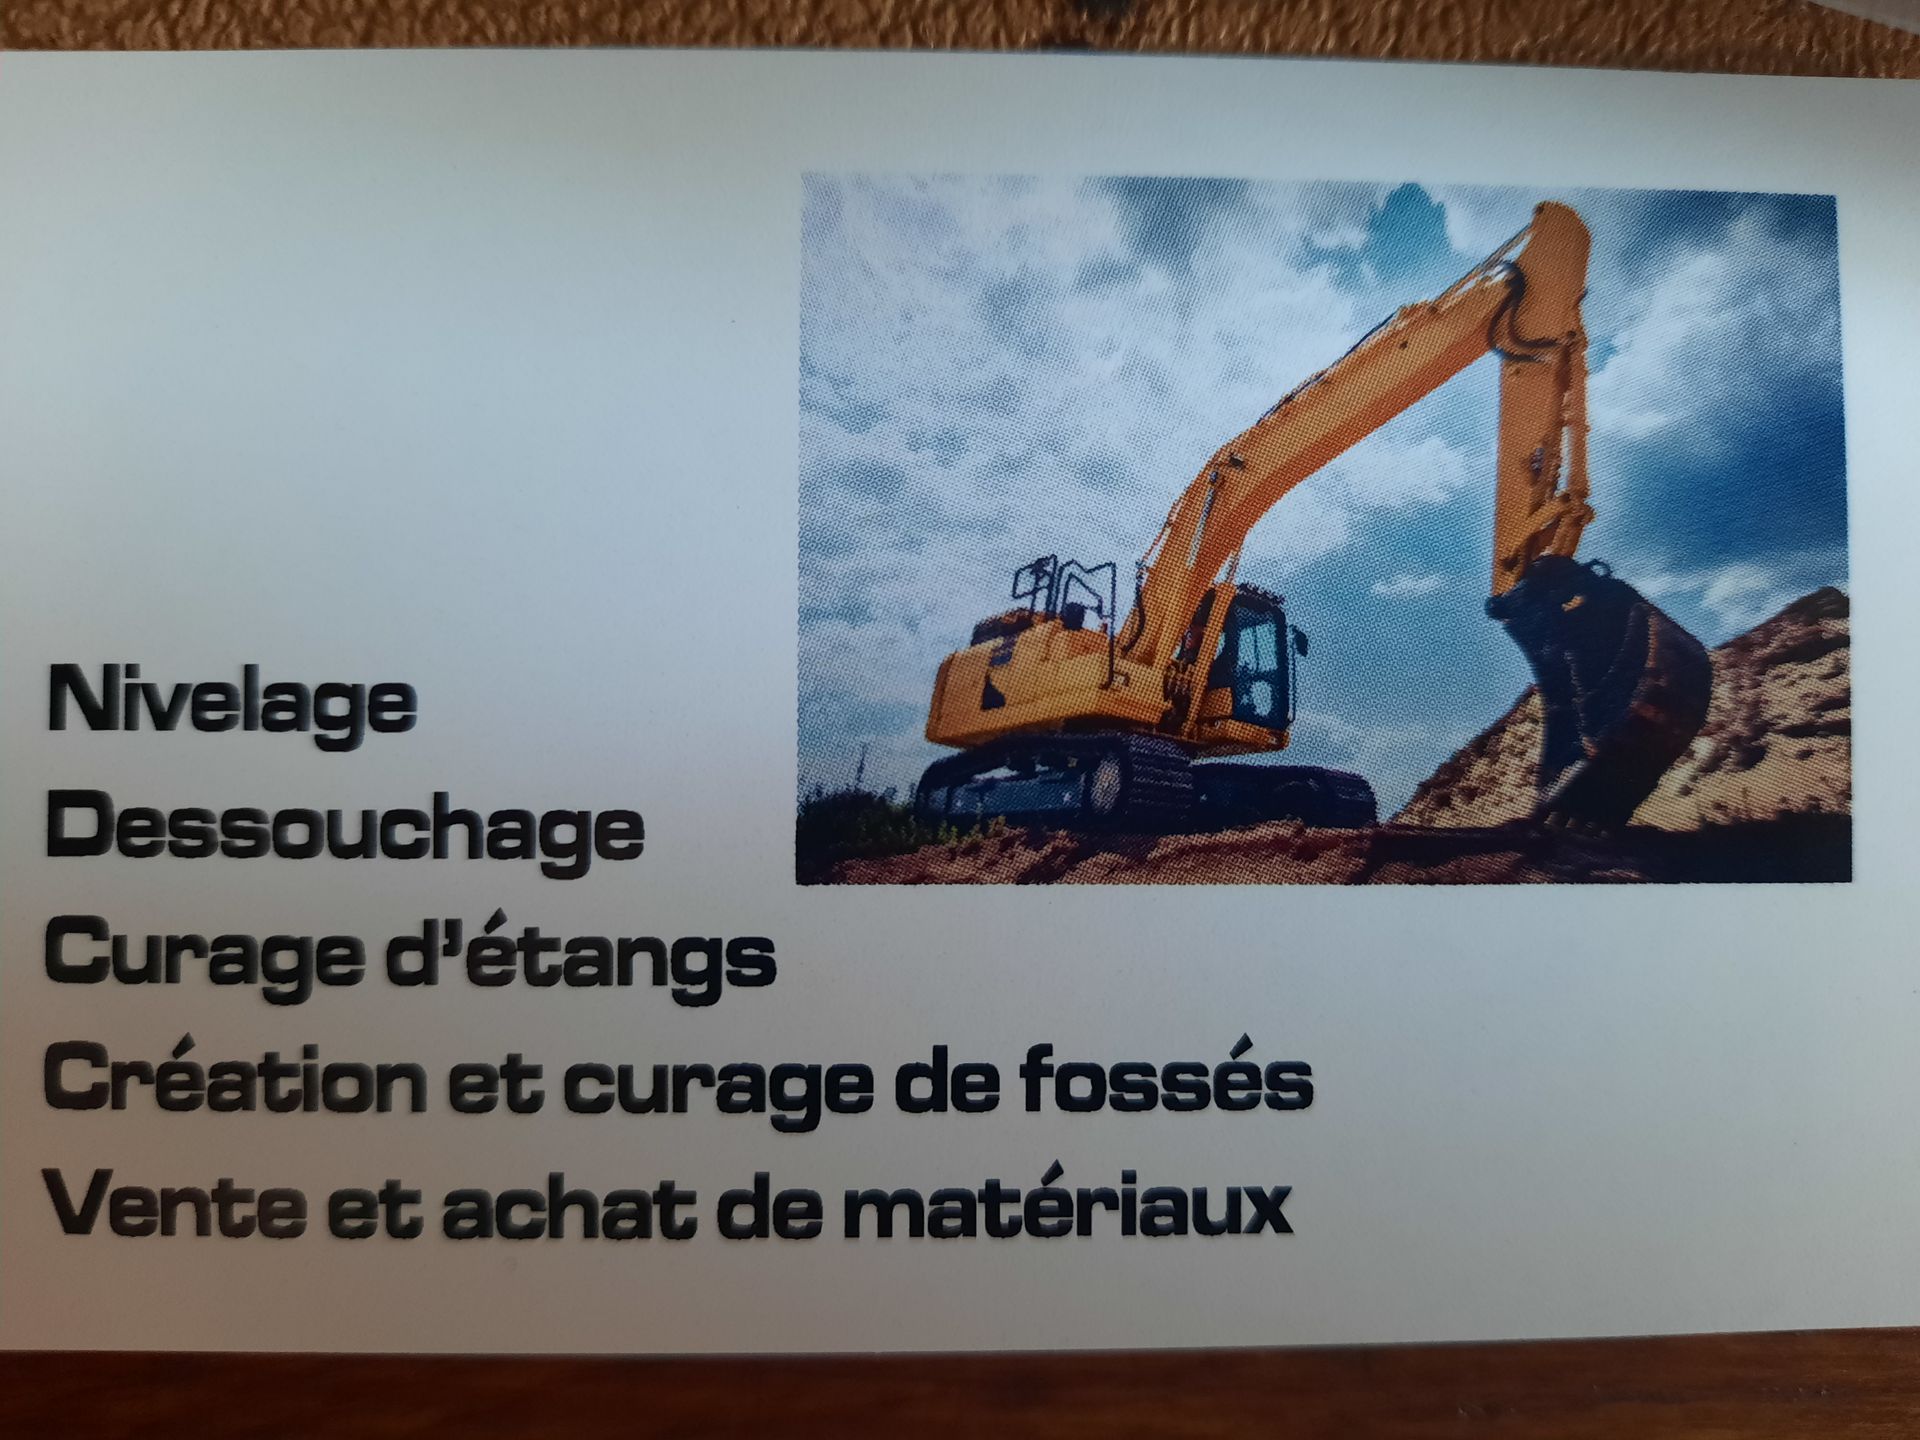 Nivelage
Dessouchage
Curage d'étangs
Création et curage de fossés
Vente et achat de matériaux